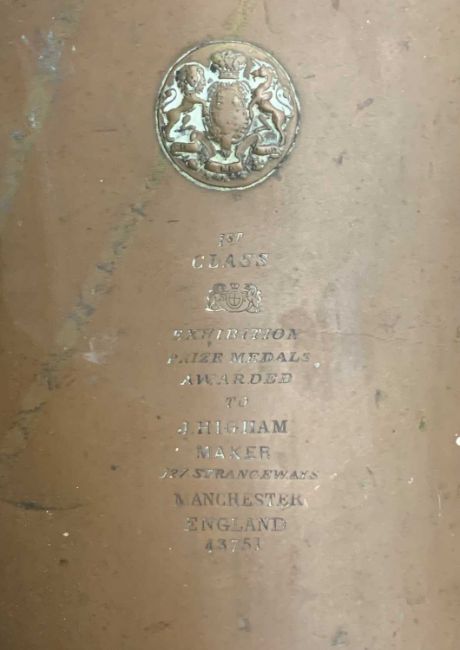 1ST
CLASS
EXHIBITION
PRIZE MEDALS
AWARDED
TO
J. HIGHAM
MAKER
127 STRANGEWAYS
MANCHESTER
ENGLAND
43751